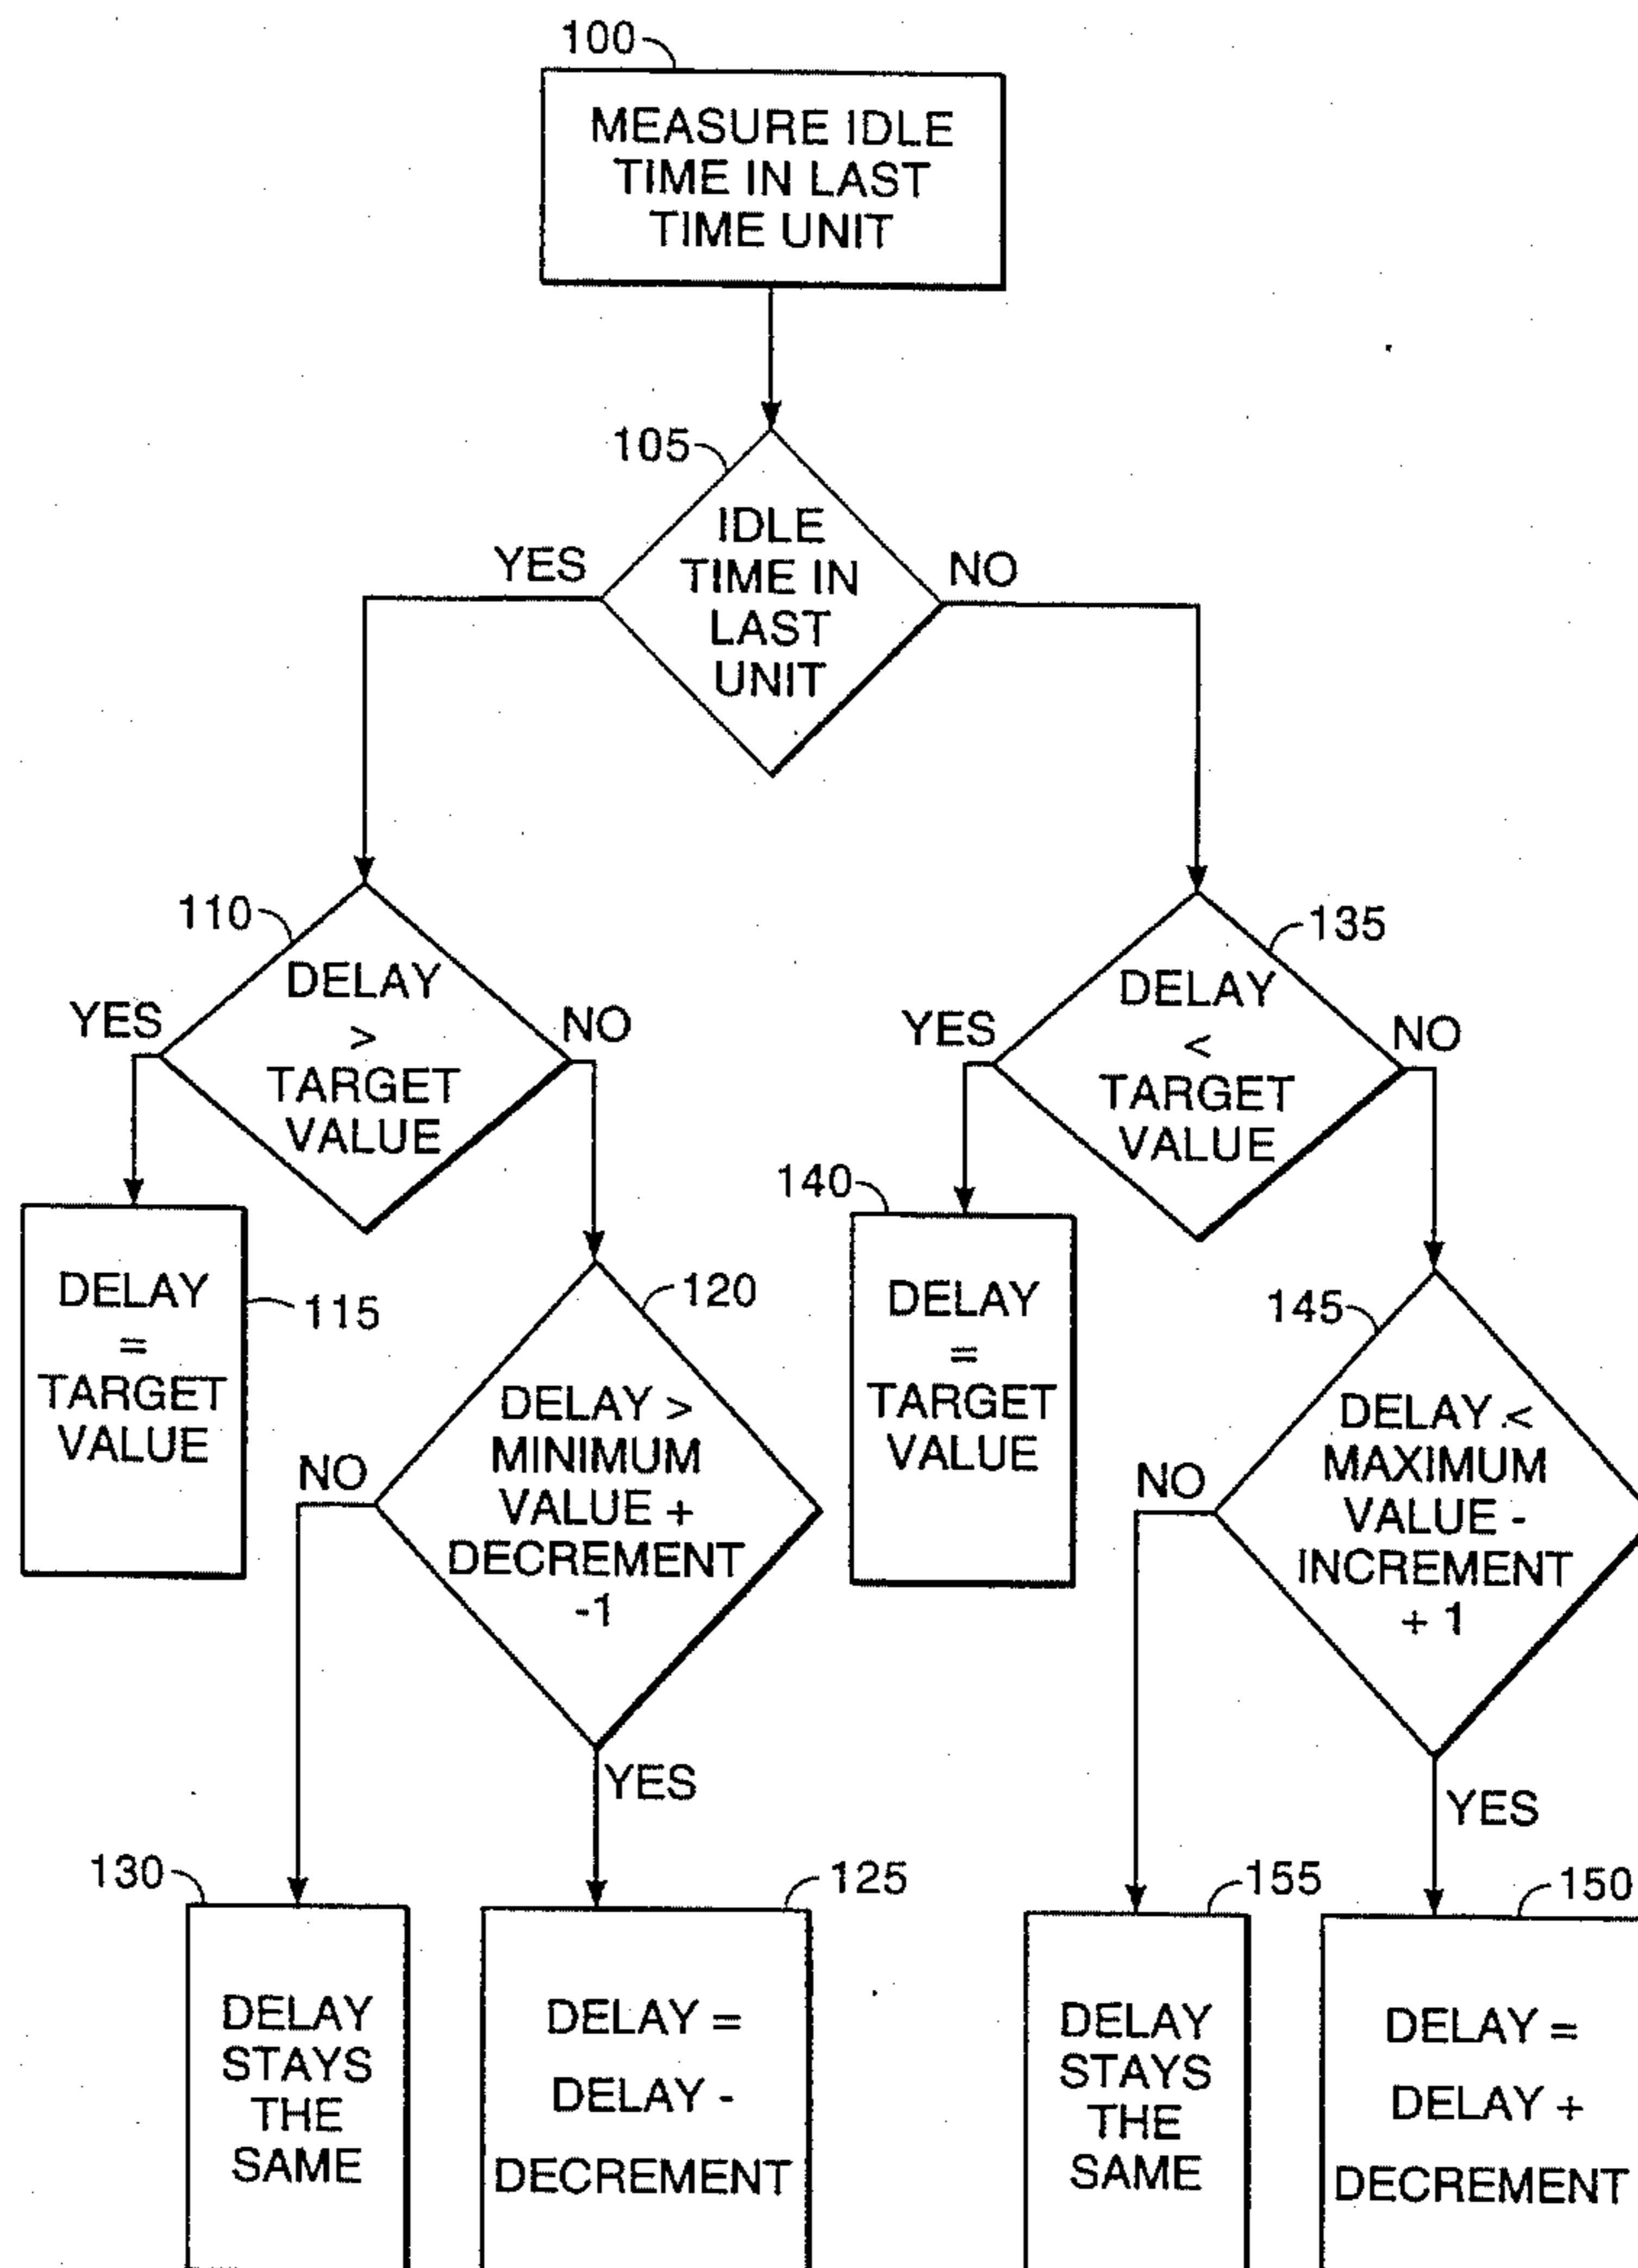 100
MEASURE IDLE
TIME IN LAST
TIME UNIT
105
IDLE
TIME IN
LAST
UNIT
YES
NO
110
DELAY
>
TARGET
VALUE
YES
NO
135
DELAY
<
TARGET
VALUE
YES
NO
115
DELAY
=
TARGET
VALUE
120
DELAY >
MINIMUM
VALUE +
DECREMENT
-1
NO
YES
140
DELAY
=
TARGET
VALUE
145
DELAY <
MAXIMUM
VALUE -
INCREMENT
+ 1
NO
YES
130
DELAY
STAYS
THE
SAME
125
DELAY =
DELAY -
DECREMENT
155
DELAY
STAYS
THE
SAME
150
DELAY =
DELAY +
DECREMENT